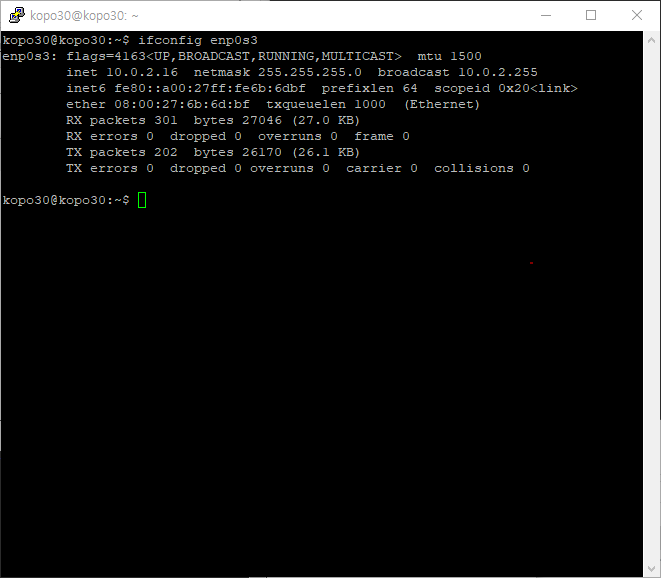 kopo30@kopo30: ~
kopo30@kopo30:~$ ifconfig enp0s3
enp0s3: flags=4163<UP,BROADCAST,RUNNING,MULTICAST>  mtu 1500
        inet 10.0.2.16  netmask 255.255.255.0  broadcast 10.0.2.255
        inet6 fe80::a00:27ff:fe6b:6dbf  prefixlen 64  scopeid 0x20<link>
        ether 08:00:27:6b:6d:bf  txqueuelen 1000  (Ethernet)
        RX packets 301  bytes 27046 (27.0 KB)
        RX errors 0  dropped 0  overruns 0  frame 0
        TX packets 202  bytes 26170 (26.1 KB)
        TX errors 0  dropped 0 overruns 0  carrier 0  collisions 0
kopo30@kopo30:~$